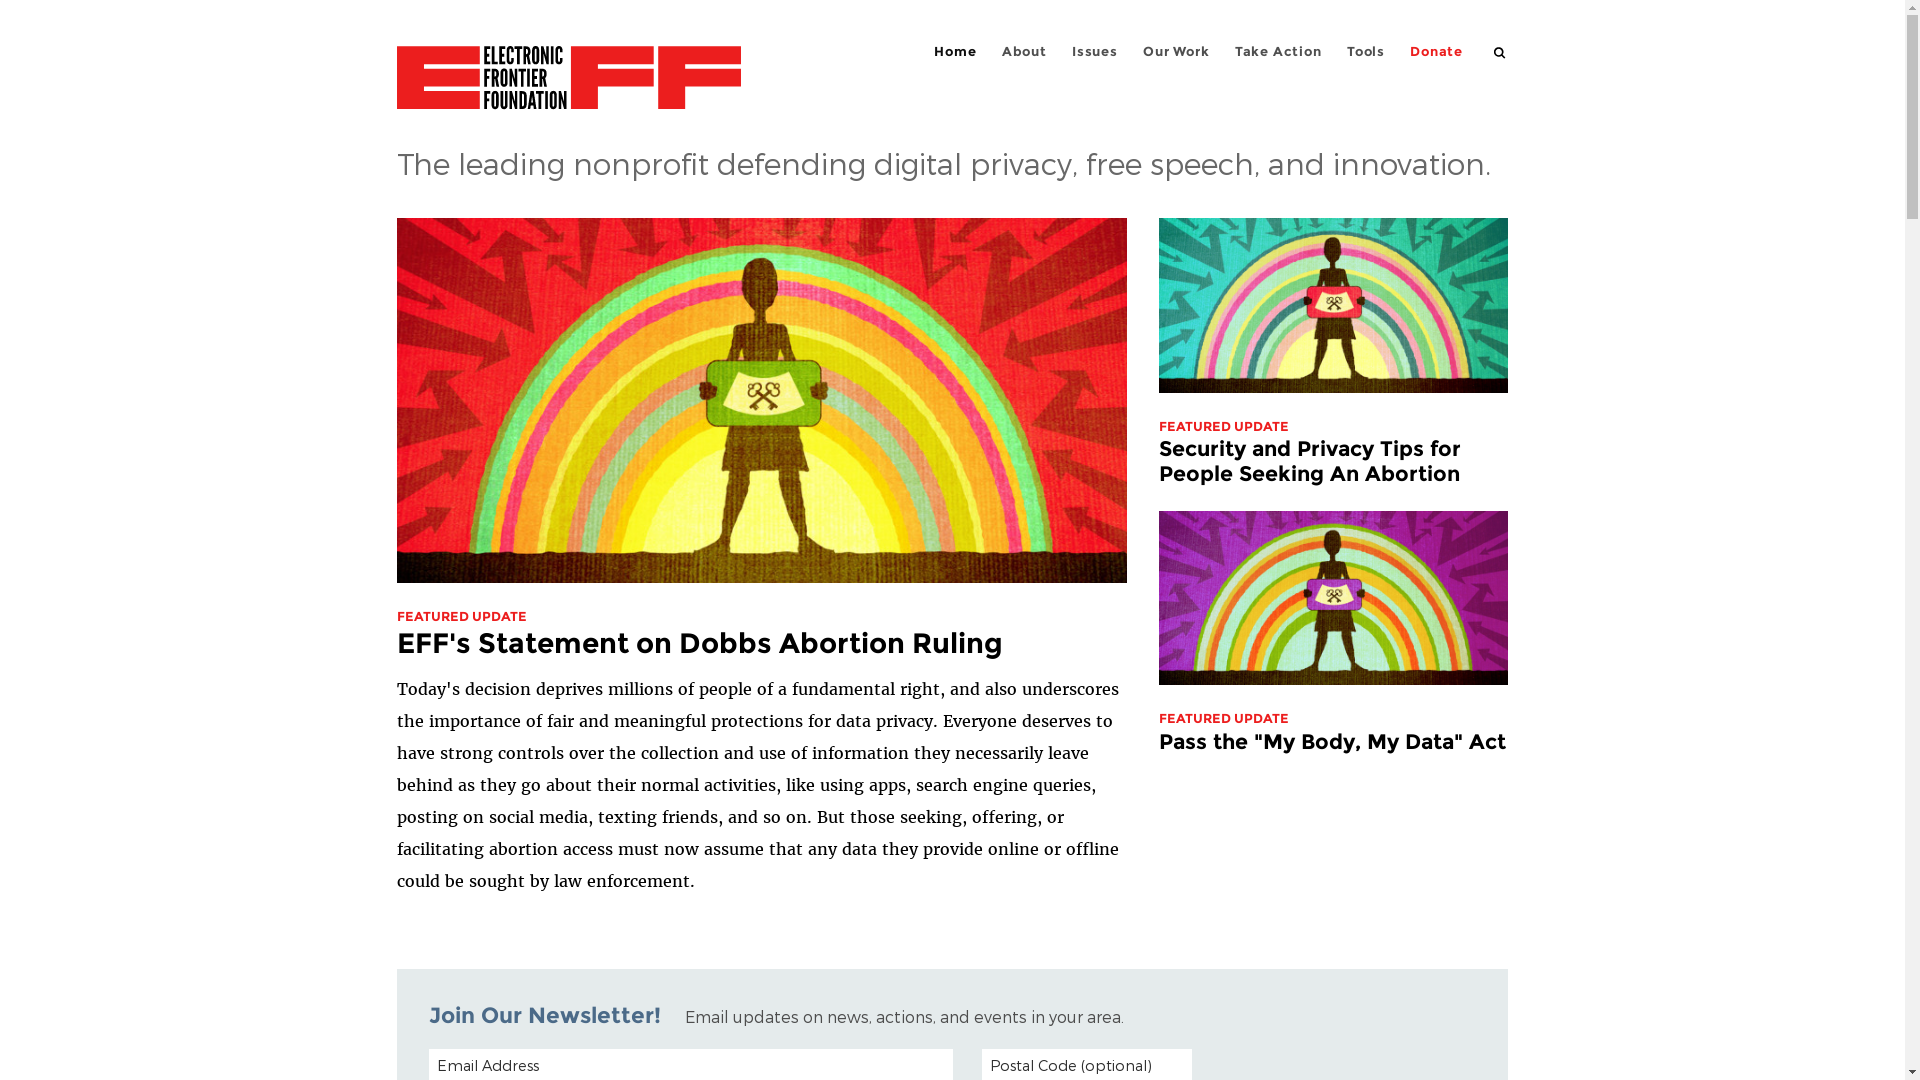 ELECTRONIC
FRONTIER
FOUNDATION
EFF
Home
About
Issues
Our Work
Take Action
Tools
Donate
The leading nonprofit defending digital privacy, free speech, and innovation.
FEATURED UPDATE
EFF's Statement on Dobbs Abortion Ruling
Today's decision deprives millions of people of a fundamental right, and also underscores
the importance of fair and meaningful protections for data privacy. Everyone deserves to
have strong controls over the collection and use of information they necessarily leave
behind as they go about their normal activities, like using apps, search engine queries,
posting on social media, texting friends, and so on. But those seeking, offering, or
facilitating abortion access must now assume that any data they provide online or offline
could be sought by law enforcement.
FEATURED UPDATE
Security and Privacy Tips for
People Seeking An Abortion
FEATURED UPDATE
Pass the "My Body, My Data" Act
Join Our Newsletter!
Email updates on news, actions, and events in your area.
Email Address
Postal Code (optional)